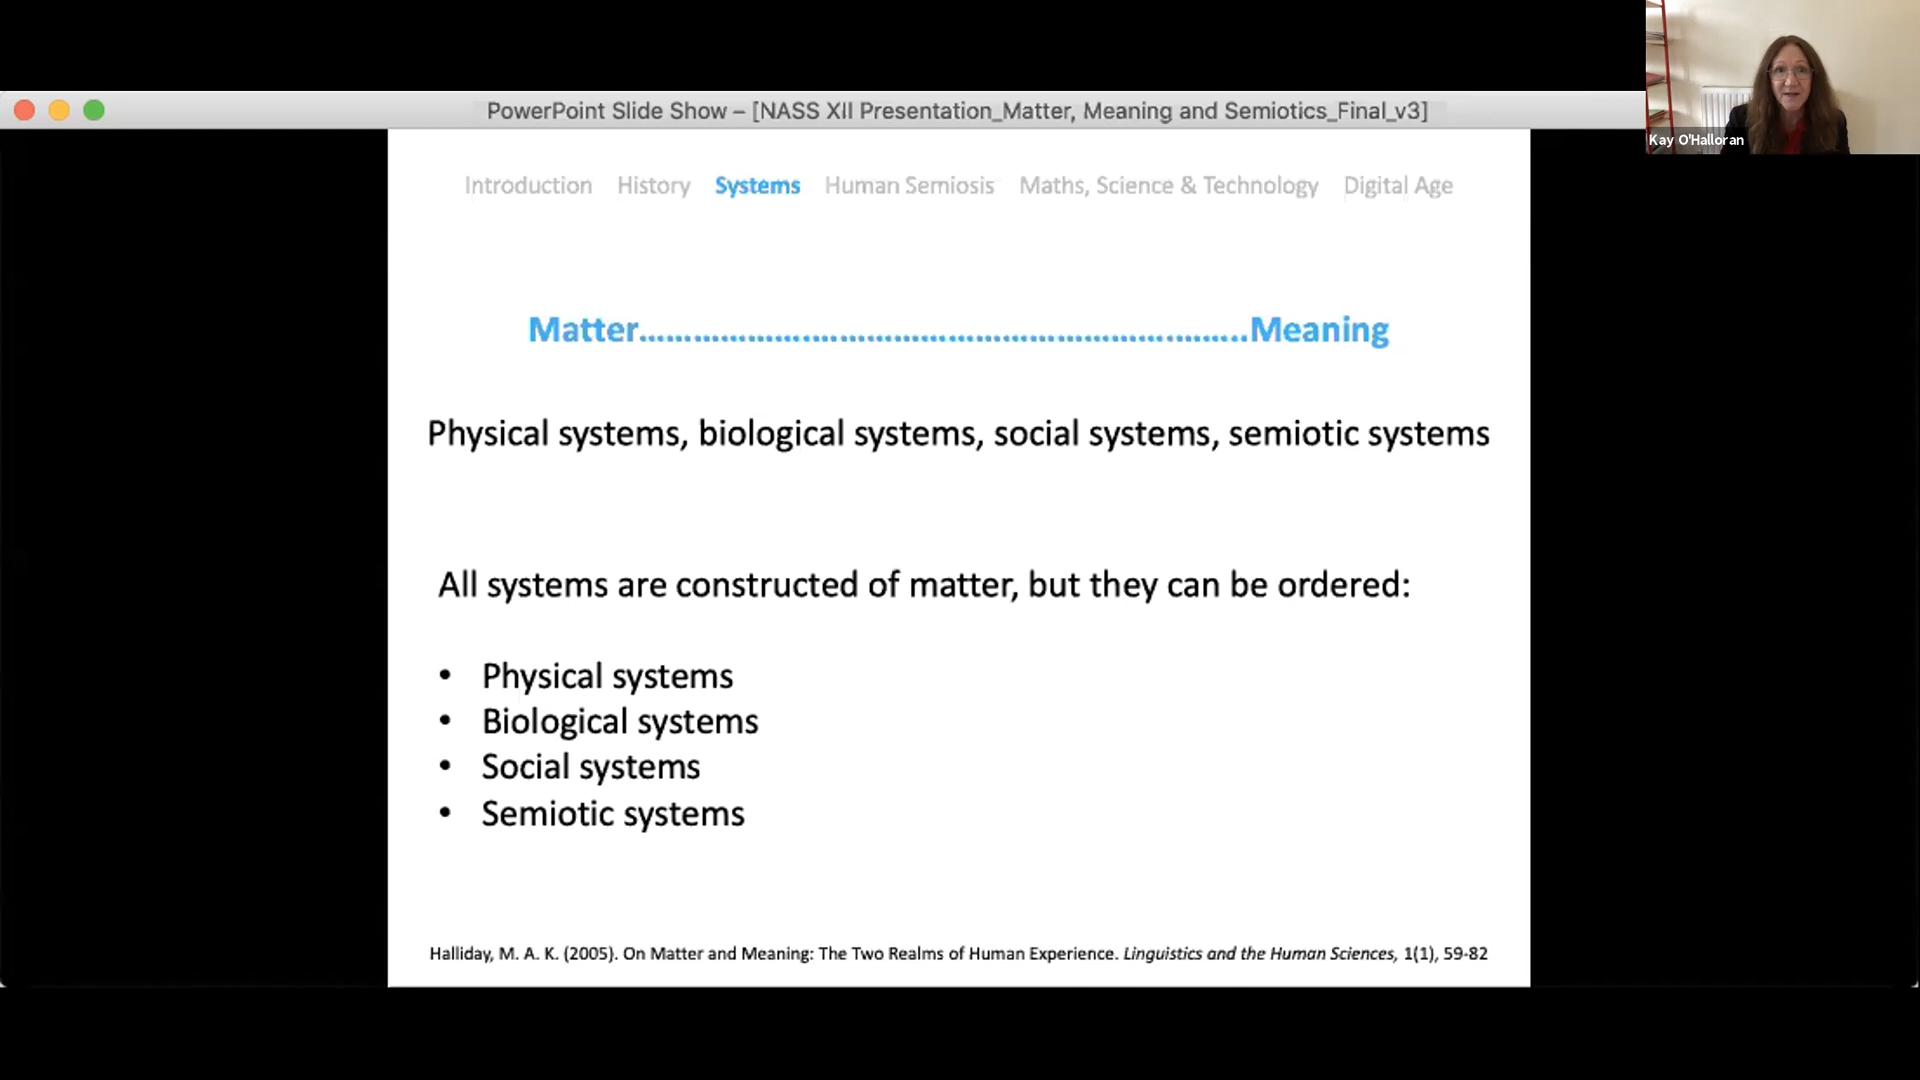 PowerPoint Slide Show – [NASS XII Presentation_Matter, Meaning and Semiotics_Final_v3]
Kay O'Halloran
Introduction History Systems Human Semiosis Maths, Science & Technology Digital Age
Matter....................................................................Meaning
Physical systems, biological systems, social systems, semiotic systems
All systems are constructed of matter, but they can be ordered:
• Physical systems
• Biological systems
• Social systems
• Semiotic systems
Halliday, M. A. K. (2005). On Matter and Meaning: The Two Realms of Human Experience. Linguistics and the Human Sciences, 1(1), 59-82